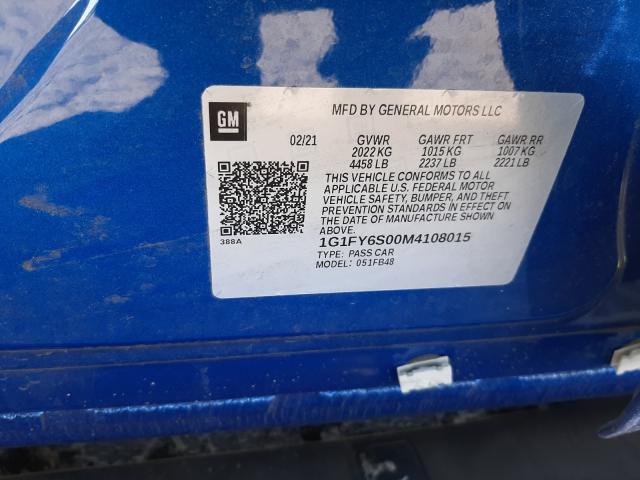 GM
MFD BY GENERAL MOTORS LLC
02/21 GVWR GAWR FRT GAWR RR
2022 KG 1015 KG 1007 KG
4458 LB 2237 LB 2221 LB
THIS VEHICLE CONFORMS TO ALL
APPLICABLE U.S. FEDERAL MOTOR
VEHICLE SAFETY, BUMPER, AND THEFT
PREVENTION STANDARDS IN EFFECT ON
THE DATE OF MANUFACTURE SHOWN
ABOVE.
388A
1G1FY6S00M4108015
TYPE: PASS CAR
MODEL: 051FB48